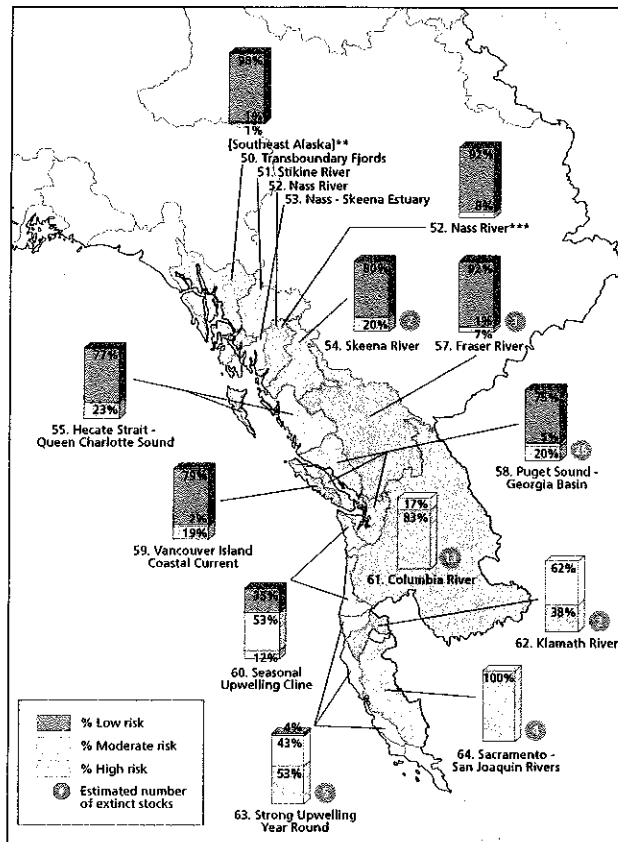 98%
1%
1%
[Southeast Alaska]**
50. Transboundary Fjords
51. Stikine River
52. Nass River
53. Nass - Skeena Estuary
92%
8%
52. Nass River***
80%
20%
54. Skeena River
92%
1%
7%
57. Fraser River
77%
23%
55. Hecate Strait -
Queen Charlotte Sound
75%
5%
20%
58. Puget Sound -
Georgia Basin
79%
2%
19%
59. Vancouver Island
Coastal Current
17%
83%
61. Columbia River
62%
38%
62. Klamath River
35%
53%
12%
60. Seasonal
Upwelling Cline
100%
64. Sacramento -
San Joaquin Rivers
4%
43%
53%
63. Strong Upwelling
Year Round
% Low risk
% Moderate risk
% High risk
Estimated number
of extinct stocks